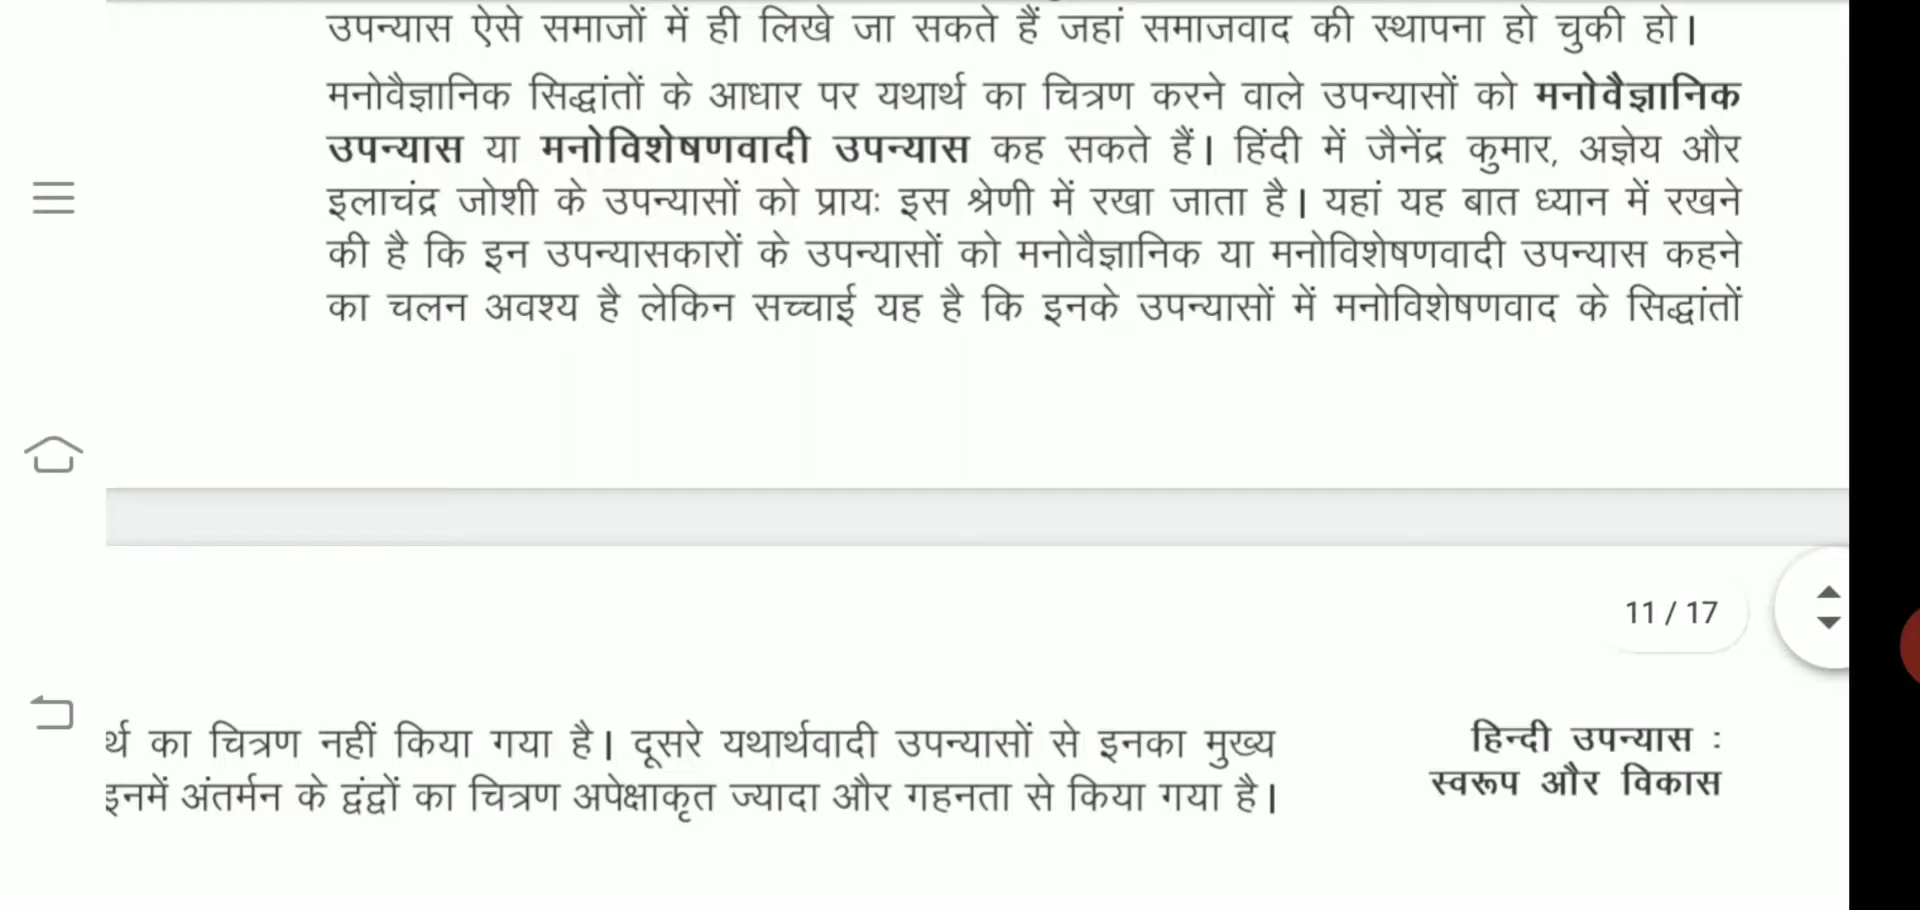 उपन्यास ऐसे समाजों में ही लिखे जा सकते हैं जहां समाजवाद की स्थापना हो चुकी हो।
मनोवैज्ञानिक सिद्धांतों के आधार पर यथार्थ का चित्रण करने वाले उपन्यासों को मनोवैज्ञानिक
उपन्यास या मनोविशेषणवादी उपन्यास कह सकते हैं। हिंदी में जैनेंद्र कुमार, अज्ञेय और
इलाचंद्र जोशी के उपन्यासों को प्रायः इस श्रेणी में रखा जाता है। यहां यह बात ध्यान में रखने
की है कि इन उपन्यासकारों के उपन्यासों को मनोवैज्ञानिक या मनोविशेषणवादी उपन्यास कहने
का चलन अवश्य है लेकिन सच्चाई यह है कि इनके उपन्यासों में मनोविशेषणवाद के सिद्धांतों
11 / 17
र्थ का चित्रण नहीं किया गया है। दूसरे यथार्थवादी उपन्यासों से इनका मुख्य
इनमें अंतर्मन के द्वंद्वों का चित्रण अपेक्षाकृत ज्यादा और गहनता से किया गया है।
हिन्दी उपन्यास :
स्वरूप और विकास